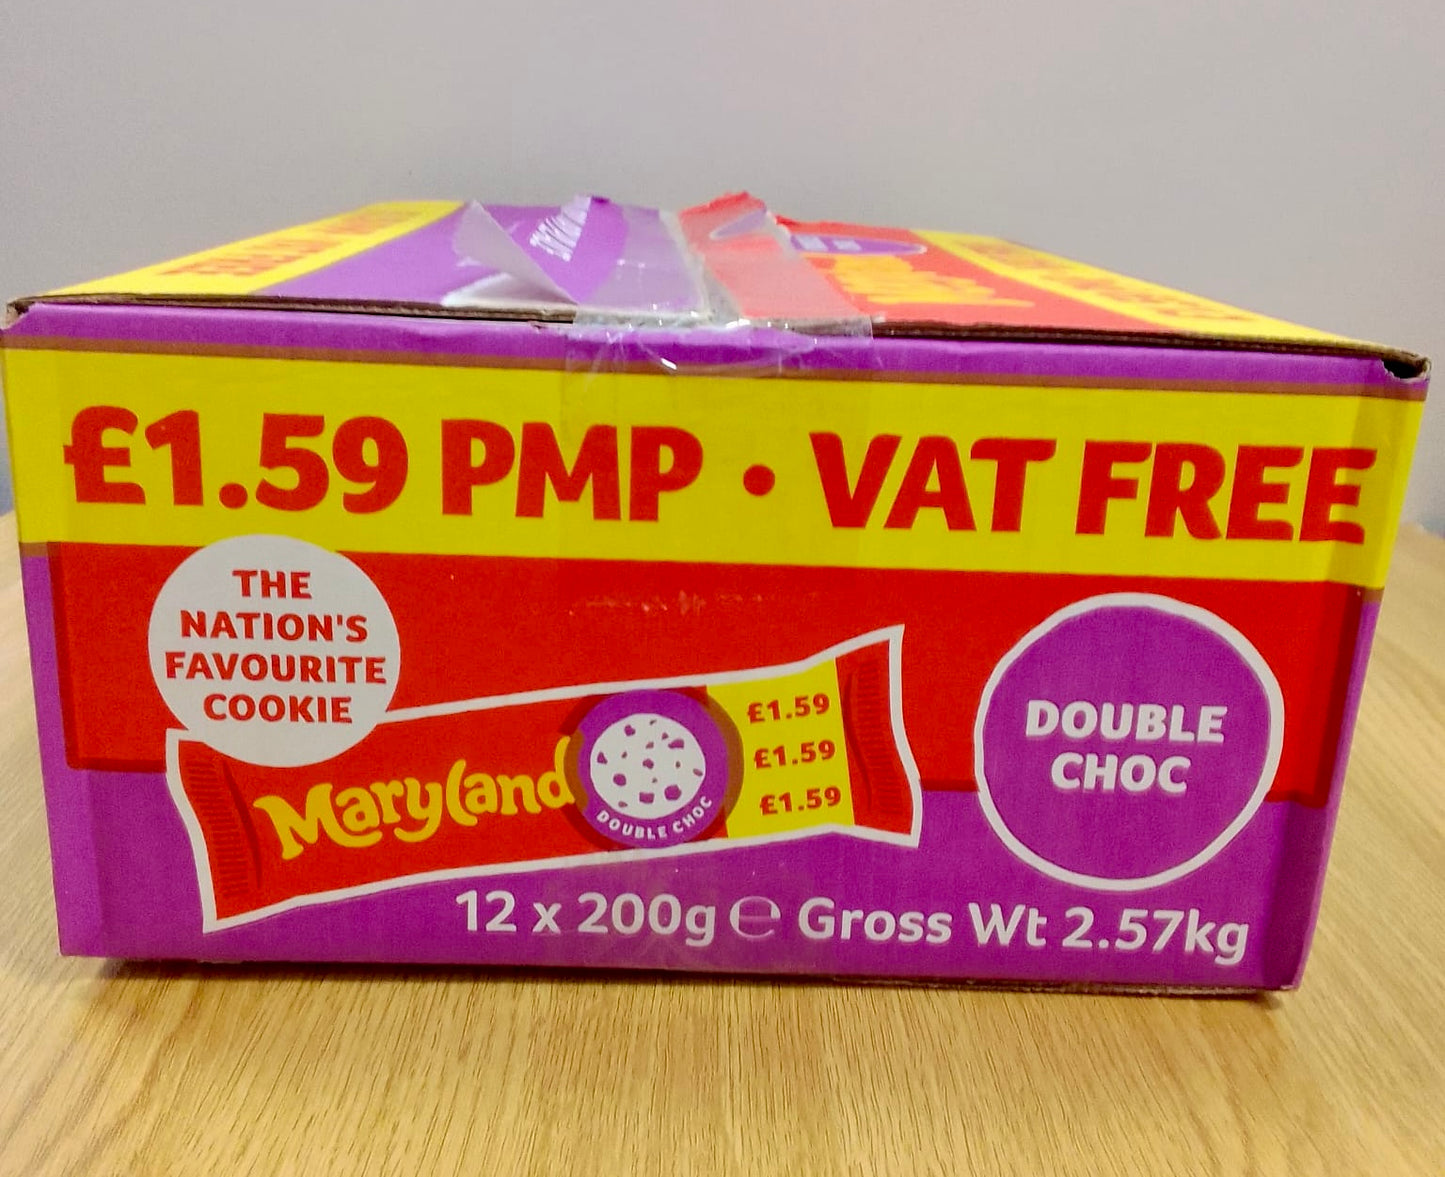 £1.59 PMP • VAT FREE
THE
NATION'S
FAVOURITE
COOKIE
Maryland
DOUBLE CHOC
£1.59
£1.59
£1.59
DOUBLE
CHOC
12 x 200g ℮ Gross Wt 2.57kg